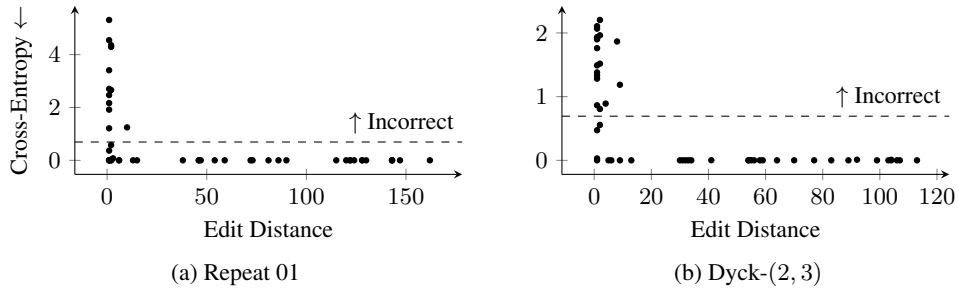 Cross-Entropy ←
4
2
0
↑ Incorrect
0 50 100 150
Edit Distance
(a) Repeat 01
2
1
0
↑ Incorrect
0 20 40 60 80 100 120
Edit Distance
(b) Dyck-(2, 3)